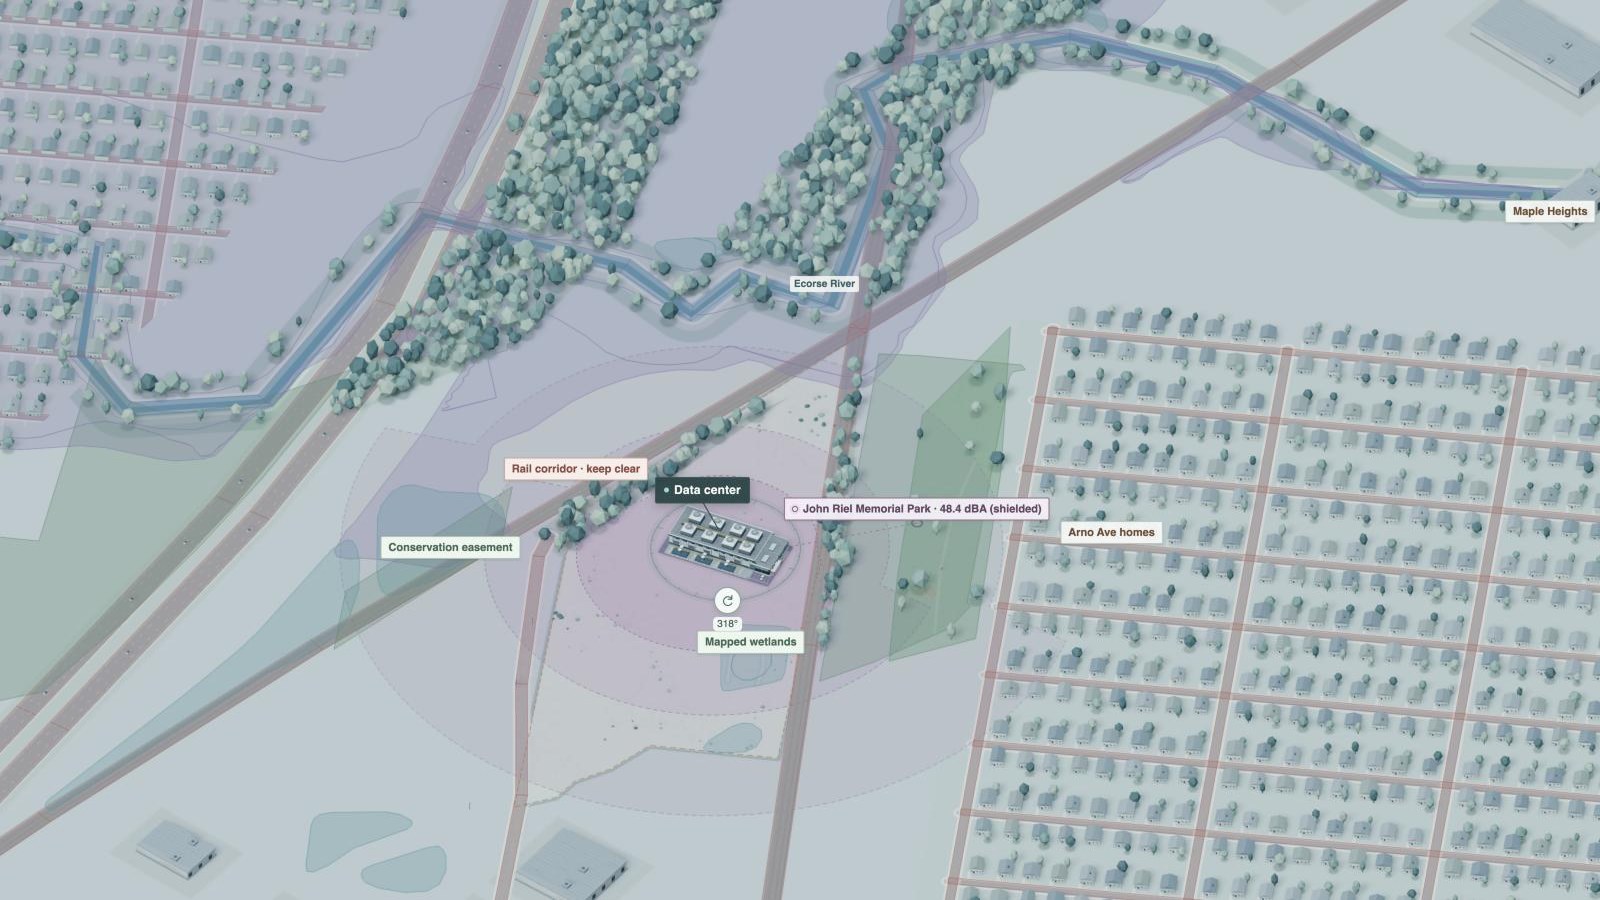 Maple Heights
Ecorse River
Rail corridor · keep clear
Data center
John Riel Memorial Park · 48.4 dBA (shielded)
Arno Ave homes
Conservation easement
318°
Mapped wetlands